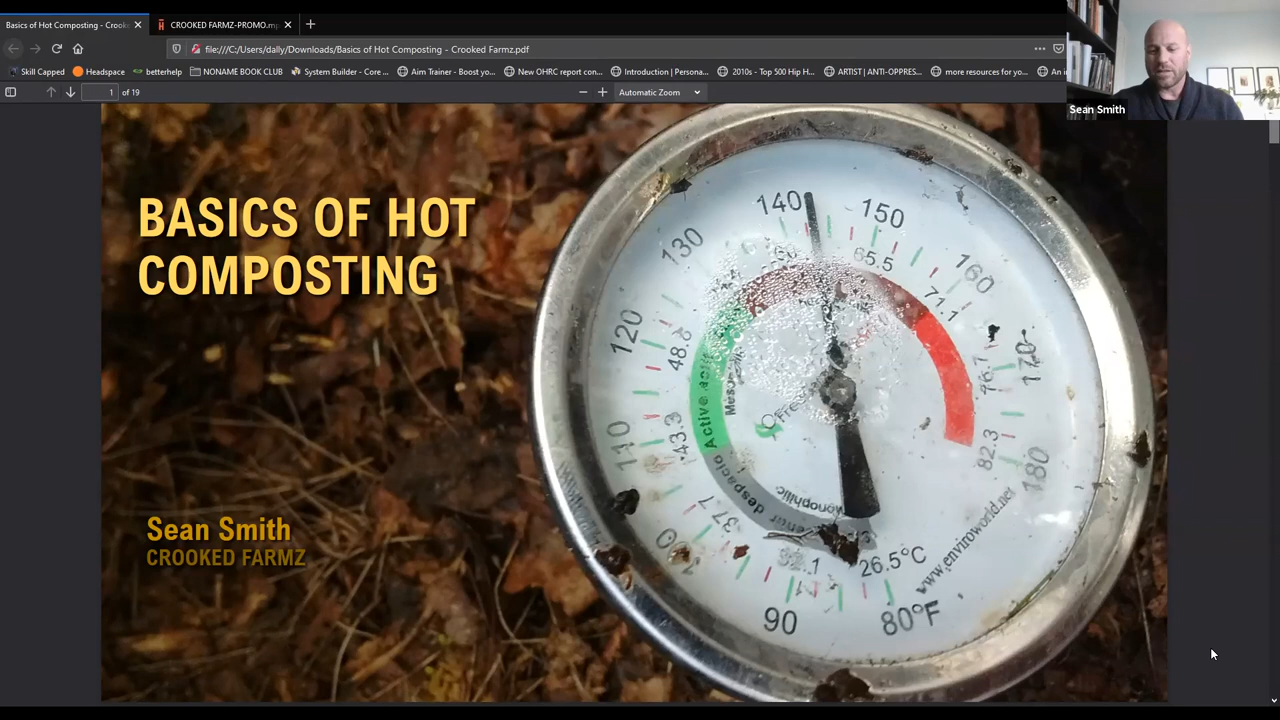 Basics of Hot Composting - Crooke
CROOKED FARMZ-PROMO.mp
file:///C:/Users/dally/Downloads/Basics of Hot Composting - Crooked Farmz.pdf
Skill Capped
Headspace
betterhelp
NONAME BOOK CLUB
System Builder - Core ...
Aim Trainer - Boost yo...
New OHRC report con...
Introduction | Persona...
2010s - Top 500 Hip H...
ARTIST | ANTI-OPPRES...
more resources for yo...
An i
1 of 19
Automatic Zoom
Sean Smith
BASICS OF HOT
COMPOSTING
Sean Smith
CROOKED FARMZ
140
150
130
160
65.5
71.1
120
170
48.8
76.7
Active
110
43.3
82.3
180
despacio
37.7
26.5°C
www.enviroworld.net
90
80°F